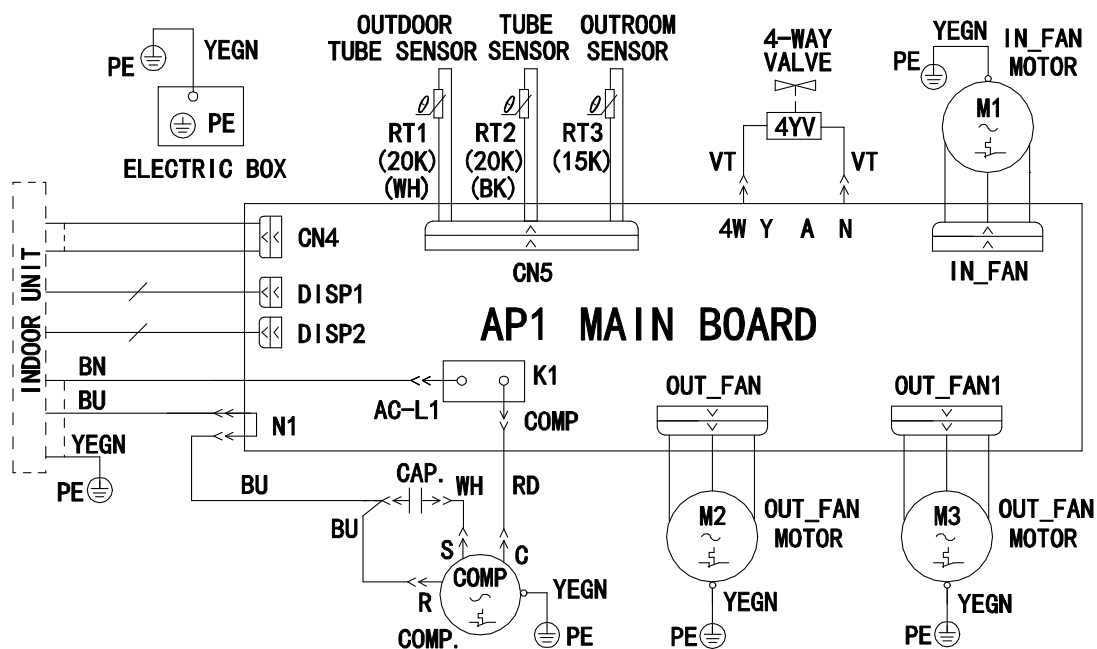 OUTDOOR
TUBE SENSOR
TUBE
SENSOR
OUTROOM
SENSOR
4-WAY
VALVE
YEGN
IN_FAN
MOTOR
YEGN
PE
PE
PE
ELECTRIC BOX
θ
RT1
(20K)
(WH)
θ
RT2
(20K)
(BK)
θ
RT3
(15K)
4YV
VT
VT
M1
4W Y A N
CN5
IN_FAN
INDOOR UNIT
CN4
DISP1
DISP2
AP1 MAIN BOARD
BN
BU
YEGN
PE
AC-L1
K1
COMP
N1
OUT_FAN
OUT_FAN1
BU
CAP.
WH
RD
BU
S
C
R
COMP
COMP.
YEGN
PE
M2
OUT_FAN
MOTOR
YEGN
PE
M3
OUT_FAN
MOTOR
YEGN
PE